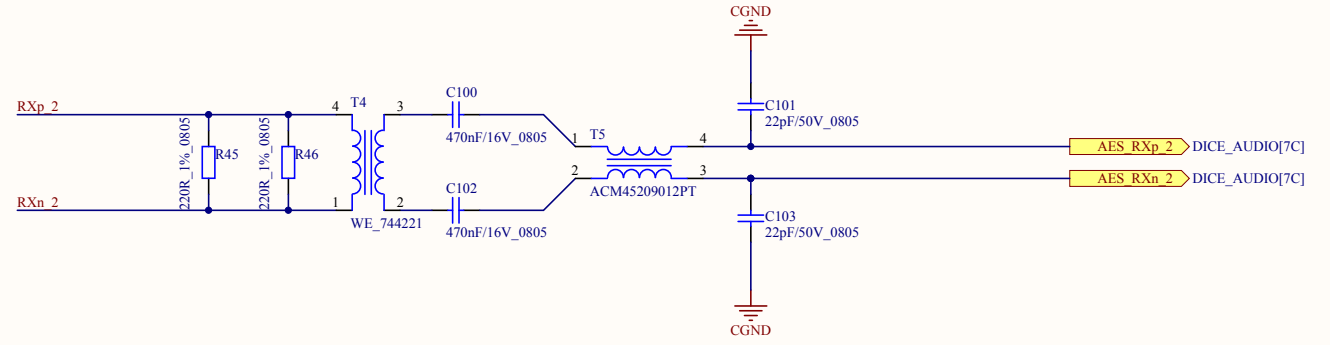 CGND
C101
22pF/50V_0805
RXp_2
4
T4
3
C100
470nF/16V_0805
220R_1%_0805
R45
220R_1%_0805
R46
1
T5
4
AES_RXp_2
DICE_AUDIO[7C]
2
3
AES_RXn_2
DICE_AUDIO[7C]
ACM45209012PT
RXn_2
1
2
WE_744221
C102
470nF/16V_0805
C103
22pF/50V_0805
CGND